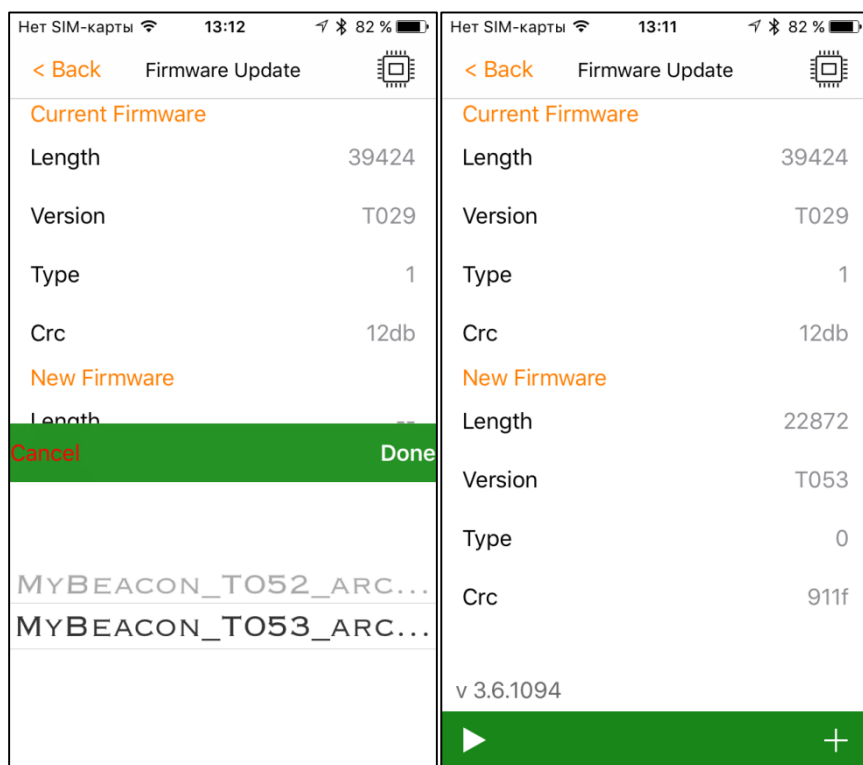 Нет SIM-карты 13:12 82 %
< Back Firmware Update
Current Firmware
Length 39424
Version T029
Type 1
Crc 12db
New Firmware
Length --
Cancel Done
MyBeacon_T052_arc...
MyBeacon_T053_arc...
Нет SIM-карты 13:11 82 %
< Back Firmware Update
Current Firmware
Length 39424
Version T029
Type 1
Crc 12db
New Firmware
Length 22872
Version T053
Type 0
Crc 911f
v 3.6.1094